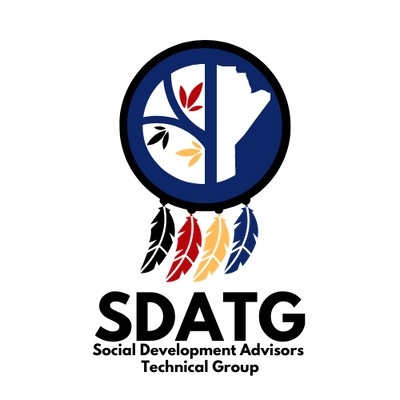 SDATG
Social Development Advisors
Technical Group